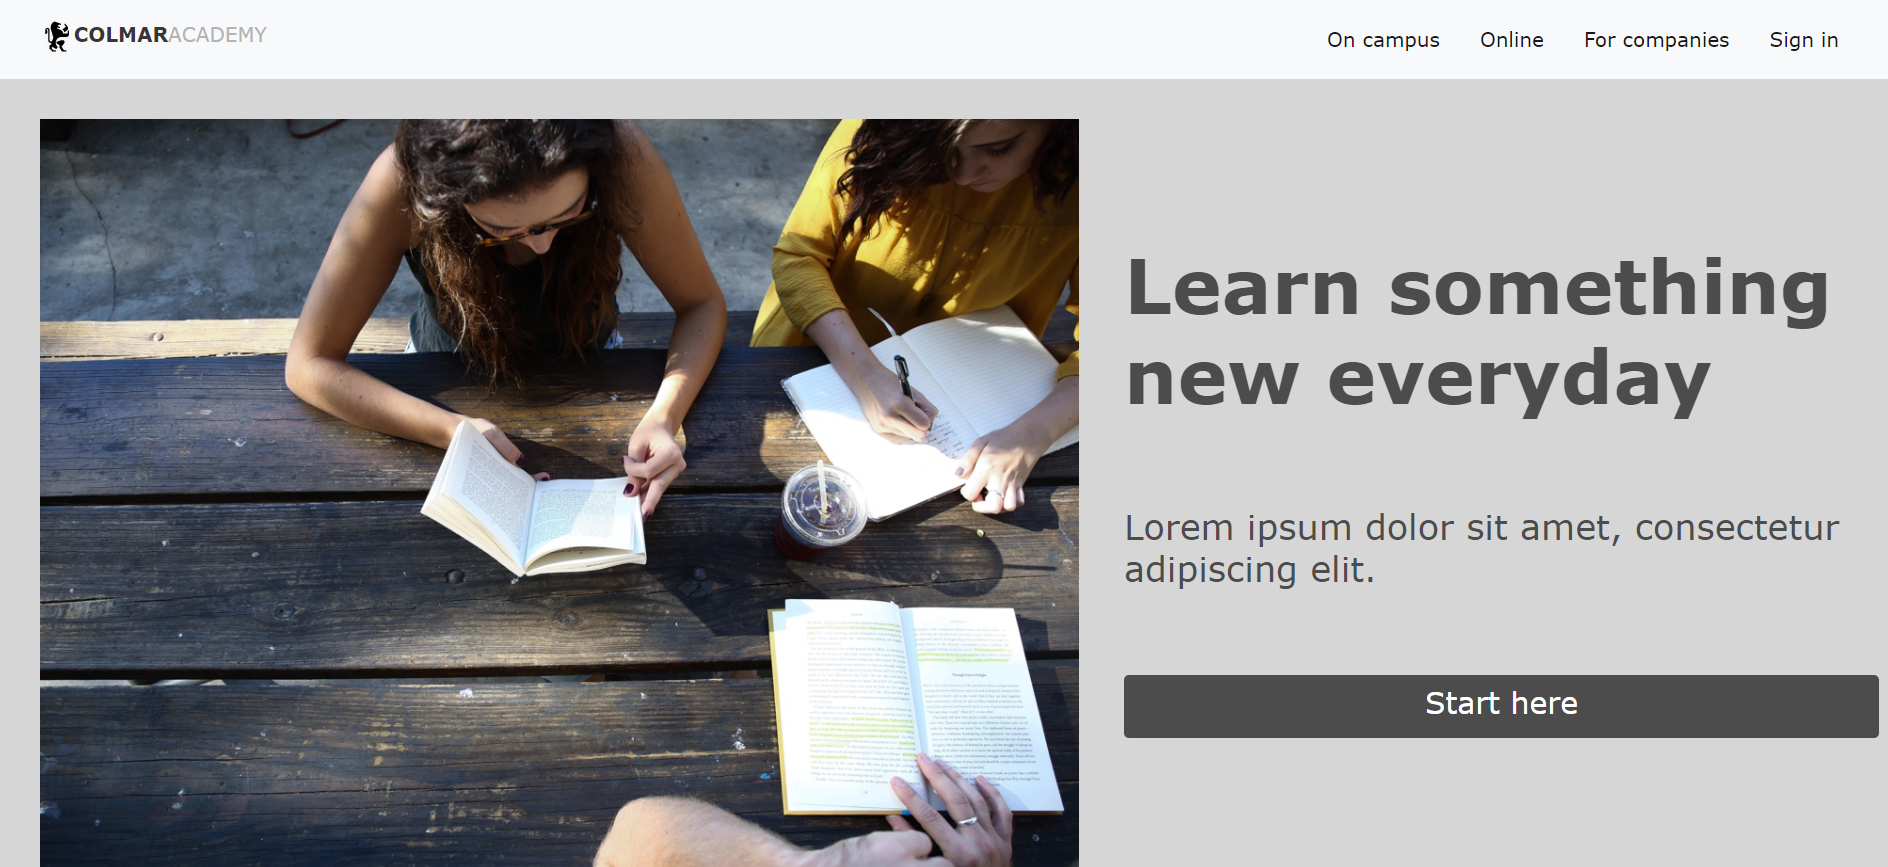 COLMARACADEMY
On campus Online For companies Sign in
Learn something
new everyday
Lorem ipsum dolor sit amet, consectetur
adipiscing elit.
Start here